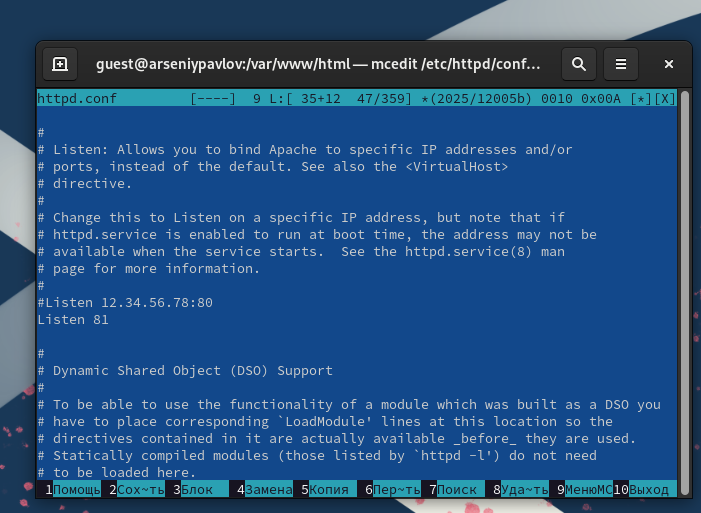 guest@arseniypavlov:/var/www/html — mcedit /etc/httpd/conf...
httpd.conf [----] 9 L:[ 35+12 47/359] *(2025/12005b) 0010 0x00A [*][X]
#
# Listen: Allows you to bind Apache to specific IP addresses and/or
# ports, instead of the default. See also the <VirtualHost>
# directive.
#
# Change this to Listen on a specific IP address, but note that if
# httpd.service is enabled to run at boot time, the address may not be
# available when the service starts.  See the httpd.service(8) man
# page for more information.
#
#Listen 12.34.56.78:80
Listen 81
#
# Dynamic Shared Object (DSO) Support
#
# To be able to use the functionality of a module which was built as a DSO you
# have to place corresponding `LoadModule' lines at this location so the
# directives contained in it are actually available _before_ they are used.
# Statically compiled modules (those listed by `httpd -l') do not need
# to be loaded here.
1Помощь 2Сох~ть 3Блок 4Замена 5Копия 6Пер~ть 7Поиск 8Уда~ть 9МенюМС 10Выход